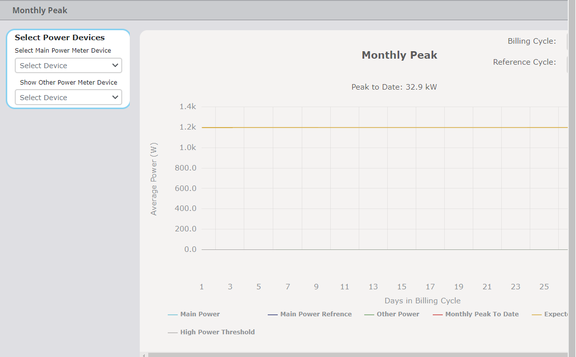 Monthly Peak
Select Power Devices
Select Main Power Meter Device
Select Device
Show Other Power Meter Device
Select Device
Billing Cycle:
Reference Cycle:
Monthly Peak
Peak to Date: 32.9 kW
Average Power (W)
1.4k
1.2k
1.0k
800.0
600.0
400.0
200.0
0.0
1 3 5 7 9 11 13 15 17 19 21 23 25
Days in Billing Cycle
Main Power Main Power Refrence Other Power Monthly Peak To Date Expect
High Power Threshold